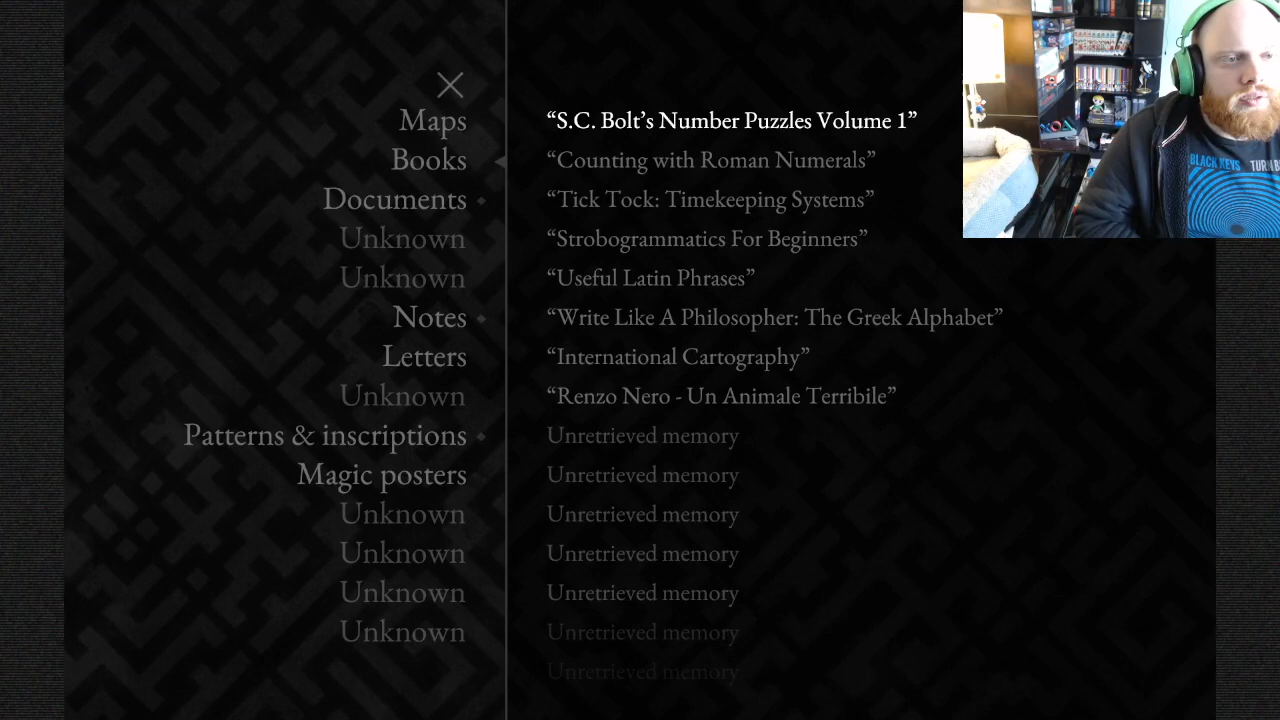 Maps
Books
Documents
Unknown
Unknown
Notes
Letters
Unknown
Patterns & inscriptions
Magic posters
Unknown
Unknown
Unknown
Unknown
“S.C. Bolt’s Number Puzzles Volume 1”
“Counting with Roman Numerals”
“Tick Tock: Timekeeping Systems”
“Strobogrammatics For Beginners”
“Useful Latin Phrases”
“Write Like A Philosopher: The Greek Alphabet”
“International Cartography”
“Renzo Nero - Un Animale Terribile”
Unretrieved memory
Unretrieved memory
Unretrieved memory
Unretrieved memory
Unretrieved memory
Unretrieved memory
Unretrieved memory
BLACK KEYS